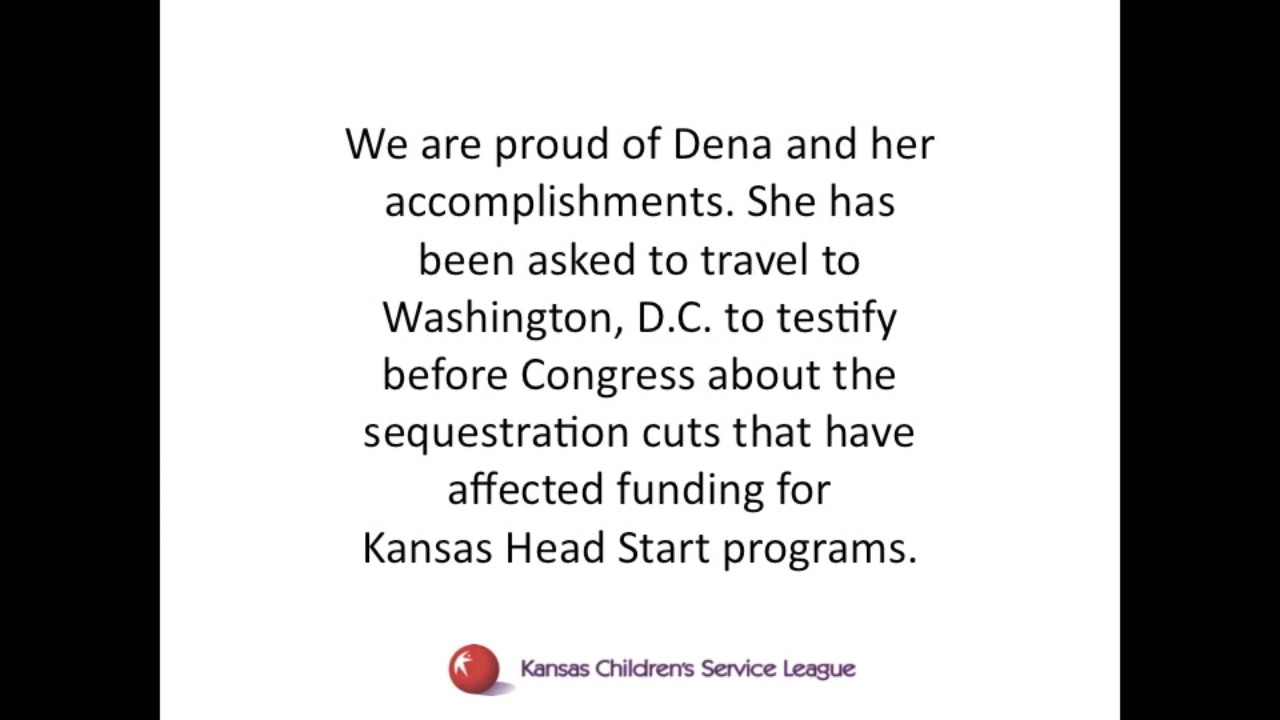 We are proud of Dena and her
accomplishments. She has
been asked to travel to
Washington, D.C. to testify
before Congress about the
sequestration cuts that have
affected funding for
Kansas Head Start programs.
Kansas Children's Service League